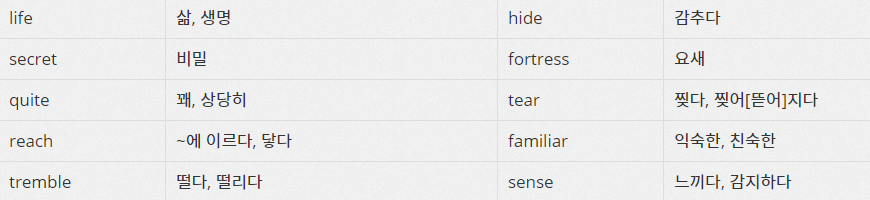 life 삶, 생명 hide 감추다
secret 비밀 fortress 요새
quite 꽤, 상당히 tear 찢다, 찢어[뜯어]지다
reach ~에 이르다, 닿다 familiar 익숙한, 친숙한
tremble 떨다, 떨리다 sense 느끼다, 감지하다